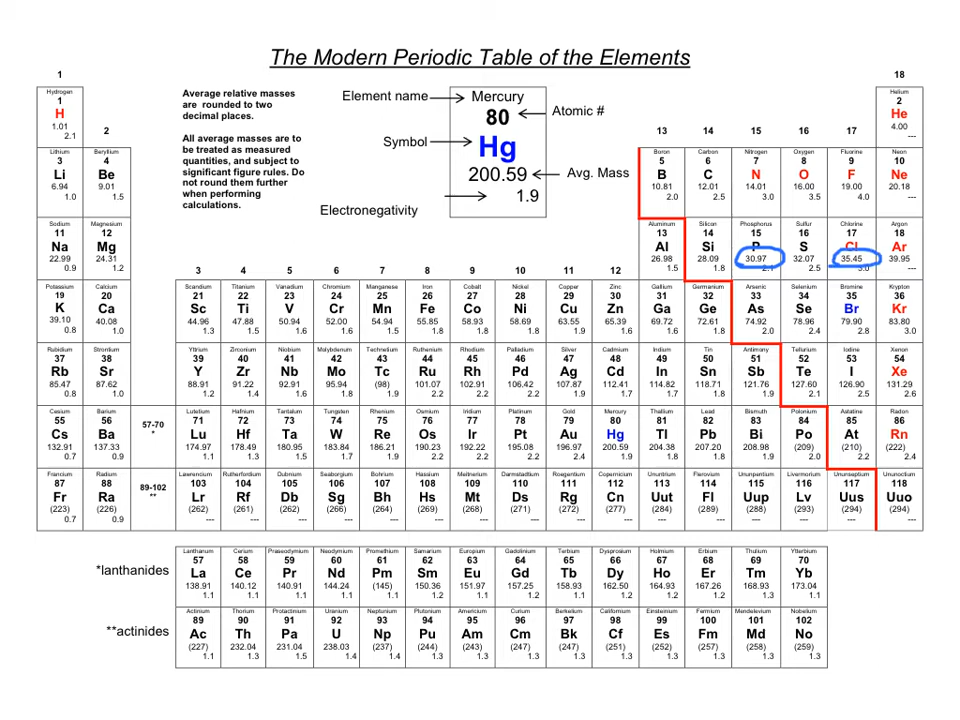 The Modern Periodic Table of the Elements
1
18
Hydrogen
1
H
1.01
2.1
2
Average relative masses
are rounded to two
decimal places.
All average masses are to
be treated as measured
quantities, and subject to
significant figure rules. Do
not round them further
when performing
calculations.
Element name
Symbol
Electronegativity
Mercury
80
Hg
200.59
1.9
Atomic #
Avg. Mass
13 14 15 16 17
Helium
2
He
4.00
---
Lithium Beryllium Boron Carbon Nitrogen Oxygen Fluorine Neon
3 4 5 6 7 8 9 10
Li Be B C N O F Ne
6.94 9.01 10.81 12.01 14.01 16.00 19.00 20.18
1.0 1.5 2.0 2.5 3.0 3.5 4.0 ---
Sodium Magnesium Aluminum Silicon Phosphorus Sulfur Chlorine Argon
11 12 13 14 15 16 17 18
Na Mg Al Si P S Cl Ar
22.99 24.31 26.98 28.09 30.97 32.07 35.45 39.95
0.9 1.2 1.5 1.8 2.1 2.5 3.0 ---
3 4 5 6 7 8 9 10 11 12
Potassium Calcium Scandium Titanium Vanadium Chromium Manganese Iron Cobalt Nickel Copper Zinc Gallium Germanium Arsenic Selenium Bromine Krypton
19 20 21 22 23 24 25 26 27 28 29 30 31 32 33 34 35 36
K Ca Sc Ti V Cr Mn Fe Co Ni Cu Zn Ga Ge As Se Br Kr
39.10 40.08 44.96 47.88 50.94 52.00 54.94 55.85 58.93 58.69 63.55 65.39 69.72 72.61 74.92 78.96 79.90 83.80
0.8 1.0 1.3 1.5 1.6 1.6 1.5 1.8 1.8 1.8 1.9 1.6 1.6 1.8 2.0 2.4 2.8 3.0
Rubidium Strontium Yttrium Zirconium Niobium Molybdenum Technetium Ruthenium Rhodium Palladium Silver Cadmium Indium Tin Antimony Tellurium Iodine Xenon
37 38 39 40 41 42 43 44 45 46 47 48 49 50 51 52 53 54
Rb Sr Y Zr Nb Mo Tc Ru Rh Pd Ag Cd In Sn Sb Te I Xe
85.47 87.62 88.91 91.22 92.91 95.94 (98) 101.07 102.91 106.42 107.87 112.41 114.82 118.71 121.76 127.60 126.90 131.29
0.8 1.0 1.2 1.4 1.6 1.8 1.9 2.2 2.2 2.2 1.9 1.7 1.7 1.8 1.9 2.1 2.5 2.6
Cesium Barium Lutetium Hafnium Tantalum Tungsten Rhenium Osmium Iridium Platinum Gold Mercury Thallium Lead Bismuth Polonium Astatine Radon
55 56 57-70 71 72 73 74 75 76 77 78 79 80 81 82 83 84 85 86
Cs Ba * Lu Hf Ta W Re Os Ir Pt Au Hg Tl Pb Bi Po At Rn
132.91 137.33 174.97 178.49 180.95 183.84 186.21 190.23 192.22 195.08 196.97 200.59 204.38 207.20 208.98 (209) (210) (222)
0.7 0.9 1.1 1.3 1.5 1.7 1.9 2.2 2.2 2.2 2.4 1.9 1.8 1.8 1.9 2.0 2.2 2.4
Francium Radium Lawrencium Rutherfordium Dubnium Seaborgium Bohrium Hassium Meitnerium Darmstadtium Roegentium Copernicium Ununtrium Flerovium Ununpentium Livermorium Ununseptium Ununoctium
87 88 89-102 103 104 105 106 107 108 109 110 111 112 113 114 115 116 117 118
Fr Ra ** Lr Rf Db Sg Bh Hs Mt Ds Rg Cn Uut Fl Uup Lv Uus Uuo
(223) (226) (262) (261) (262) (266) (264) (269) (268) (271) (272) (277) (284) (289) (288) (293) (294) (294)
0.7 0.9 --- --- --- --- --- --- --- --- --- --- --- --- --- --- --- ---
*lanthanides
Lanthanum Cerium Praseodymium Neodymium Promethium Samarium Europium Gadolinium Terbium Dysprosium Holmium Erbium Thulium Ytterbium
57 58 59 60 61 62 63 64 65 66 67 68 69 70
La Ce Pr Nd Pm Sm Eu Gd Tb Dy Ho Er Tm Yb
138.91 140.12 140.91 144.24 (145) 150.36 151.97 157.25 158.93 162.50 164.93 167.26 168.93 173.04
1.1 1.1 1.1 1.1 1.1 1.2 1.1 1.2 1.1 1.2 1.2 1.2 1.3 1.1
**actinides
Actinium Thorium Protactinium Uranium Neptunium Plutonium Americium Curium Berkelium Californium Einsteinium Fermium Mendelevium Nobelium
89 90 91 92 93 94 95 96 97 98 99 100 101 102
Ac Th Pa U Np Pu Am Cm Bk Cf Es Fm Md No
(227) 232.04 231.04 238.03 (237) (244) (243) (247) (247) (251) (252) (257) (258) (259)
1.1 1.3 1.5 1.4 1.4 1.3 1.3 1.3 1.3 1.3 1.3 1.3 1.3 1.3